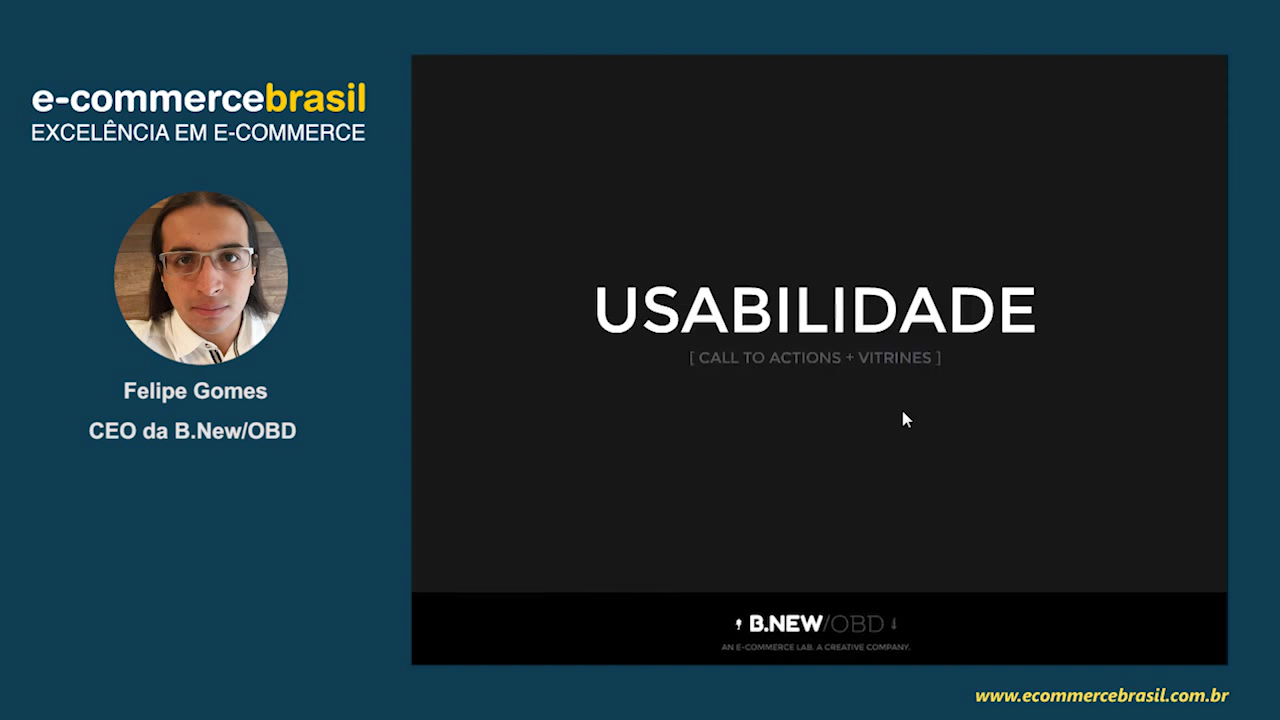 e-commercebrasil
EXCELÊNCIA EM E-COMMERCE
Felipe Gomes
CEO da B.New/OBD
USABILIDADE
[ CALL TO ACTIONS + VITRINES ]
B.NEW/OBD
AN E-COMMERCE LAB. A CREATIVE COMPANY.
www.ecommercebrasil.com.br